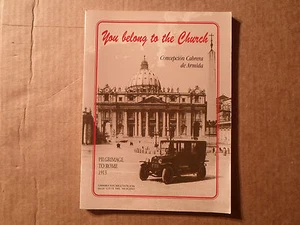 You belong to the Church
Concepción Cabrera
de Armida
PILGRIMAGE
TO ROME
1913